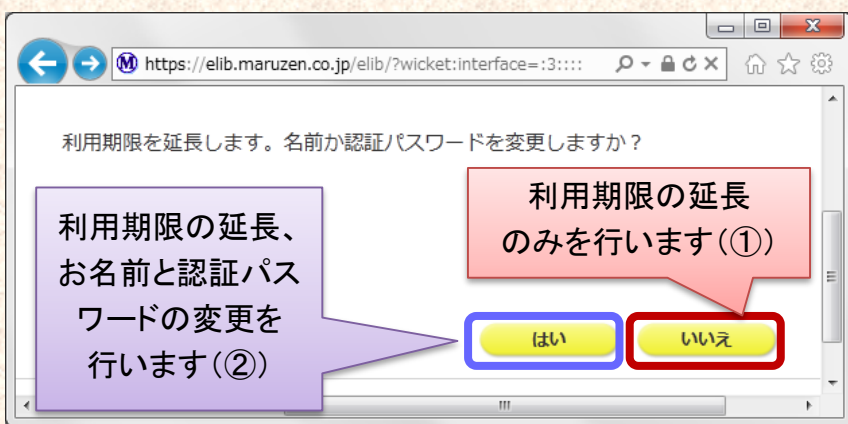 https://elib.maruzen.co.jp/elib/?wicket:interface=:3::::
利用期限を延長します。名前か認証パスワードを変更しますか？
利用期限の延長
のみを行います（①）
利用期限の延長、
お名前と認証パス
ワードの変更を
行います（②）
はい
いいえ